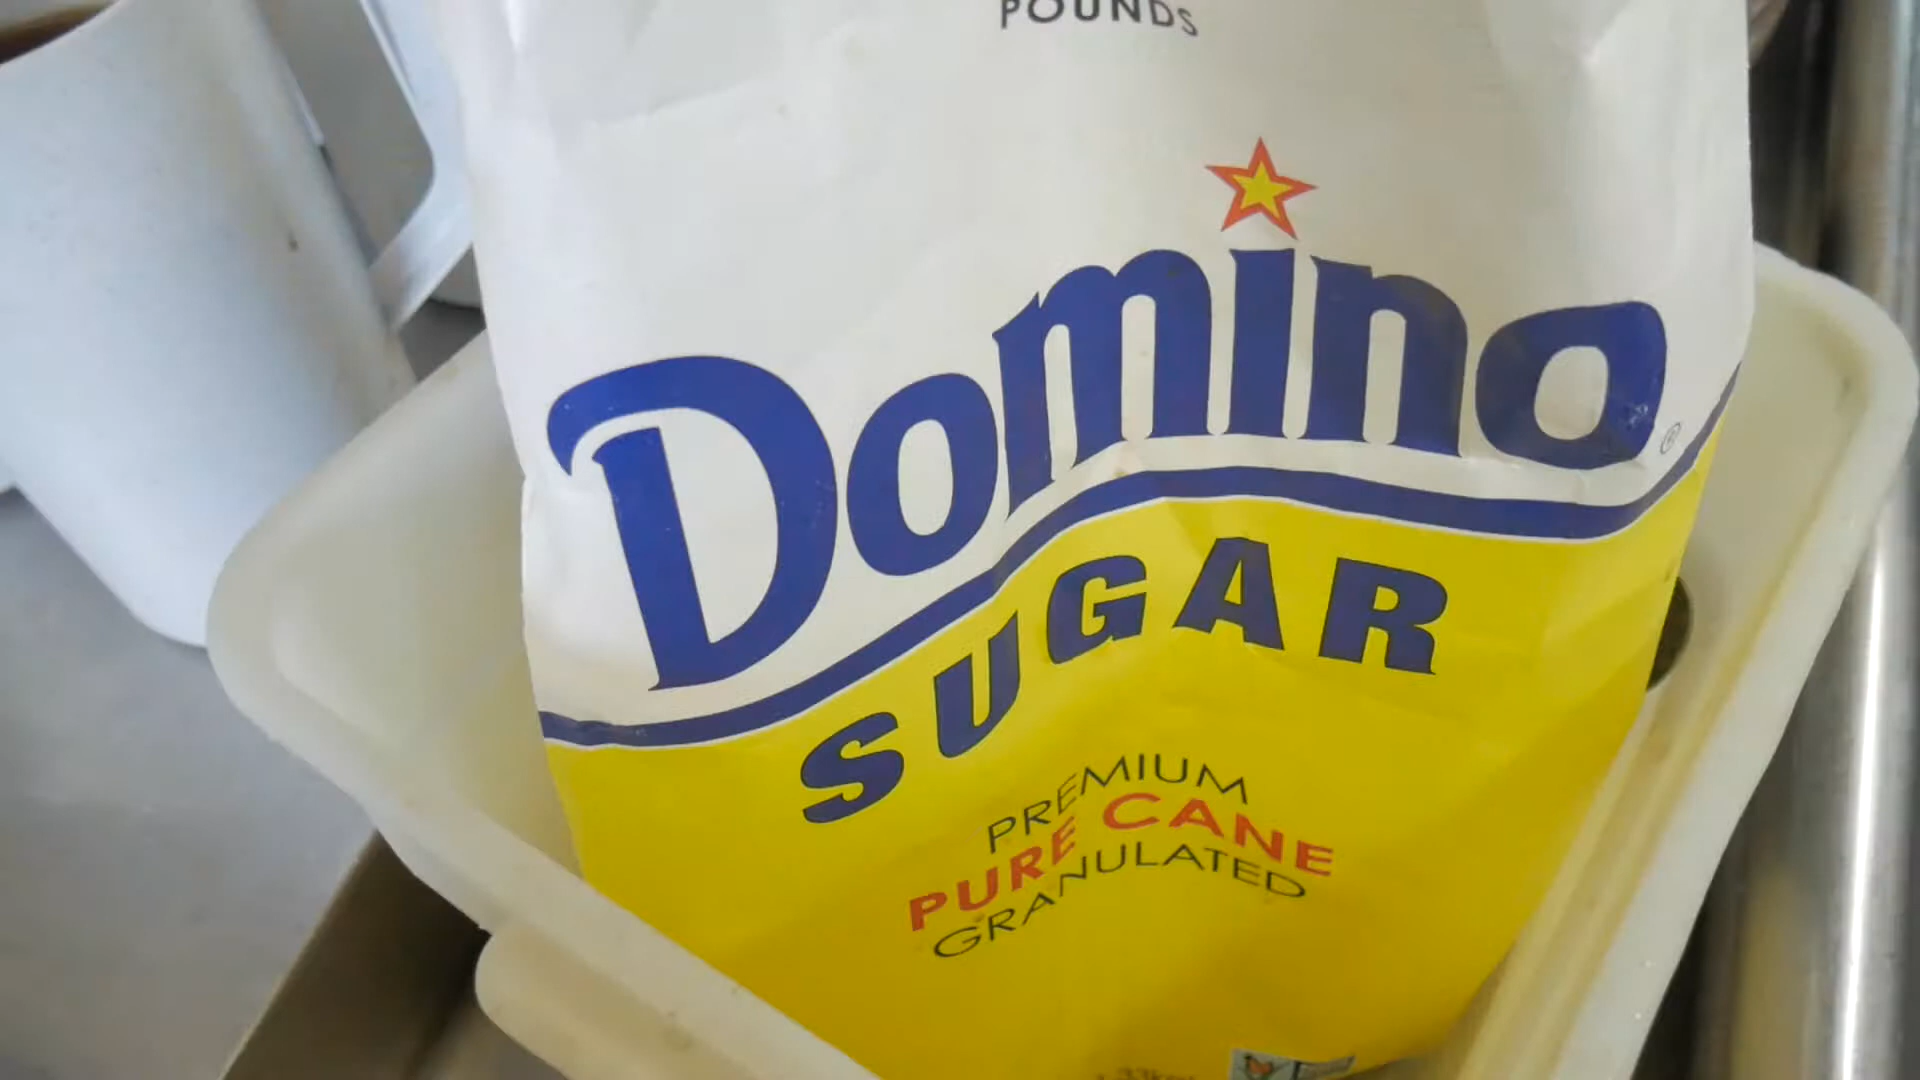 POUNDS
Domino®
SUGAR
PREMIUM
PURE CANE
GRANULATED